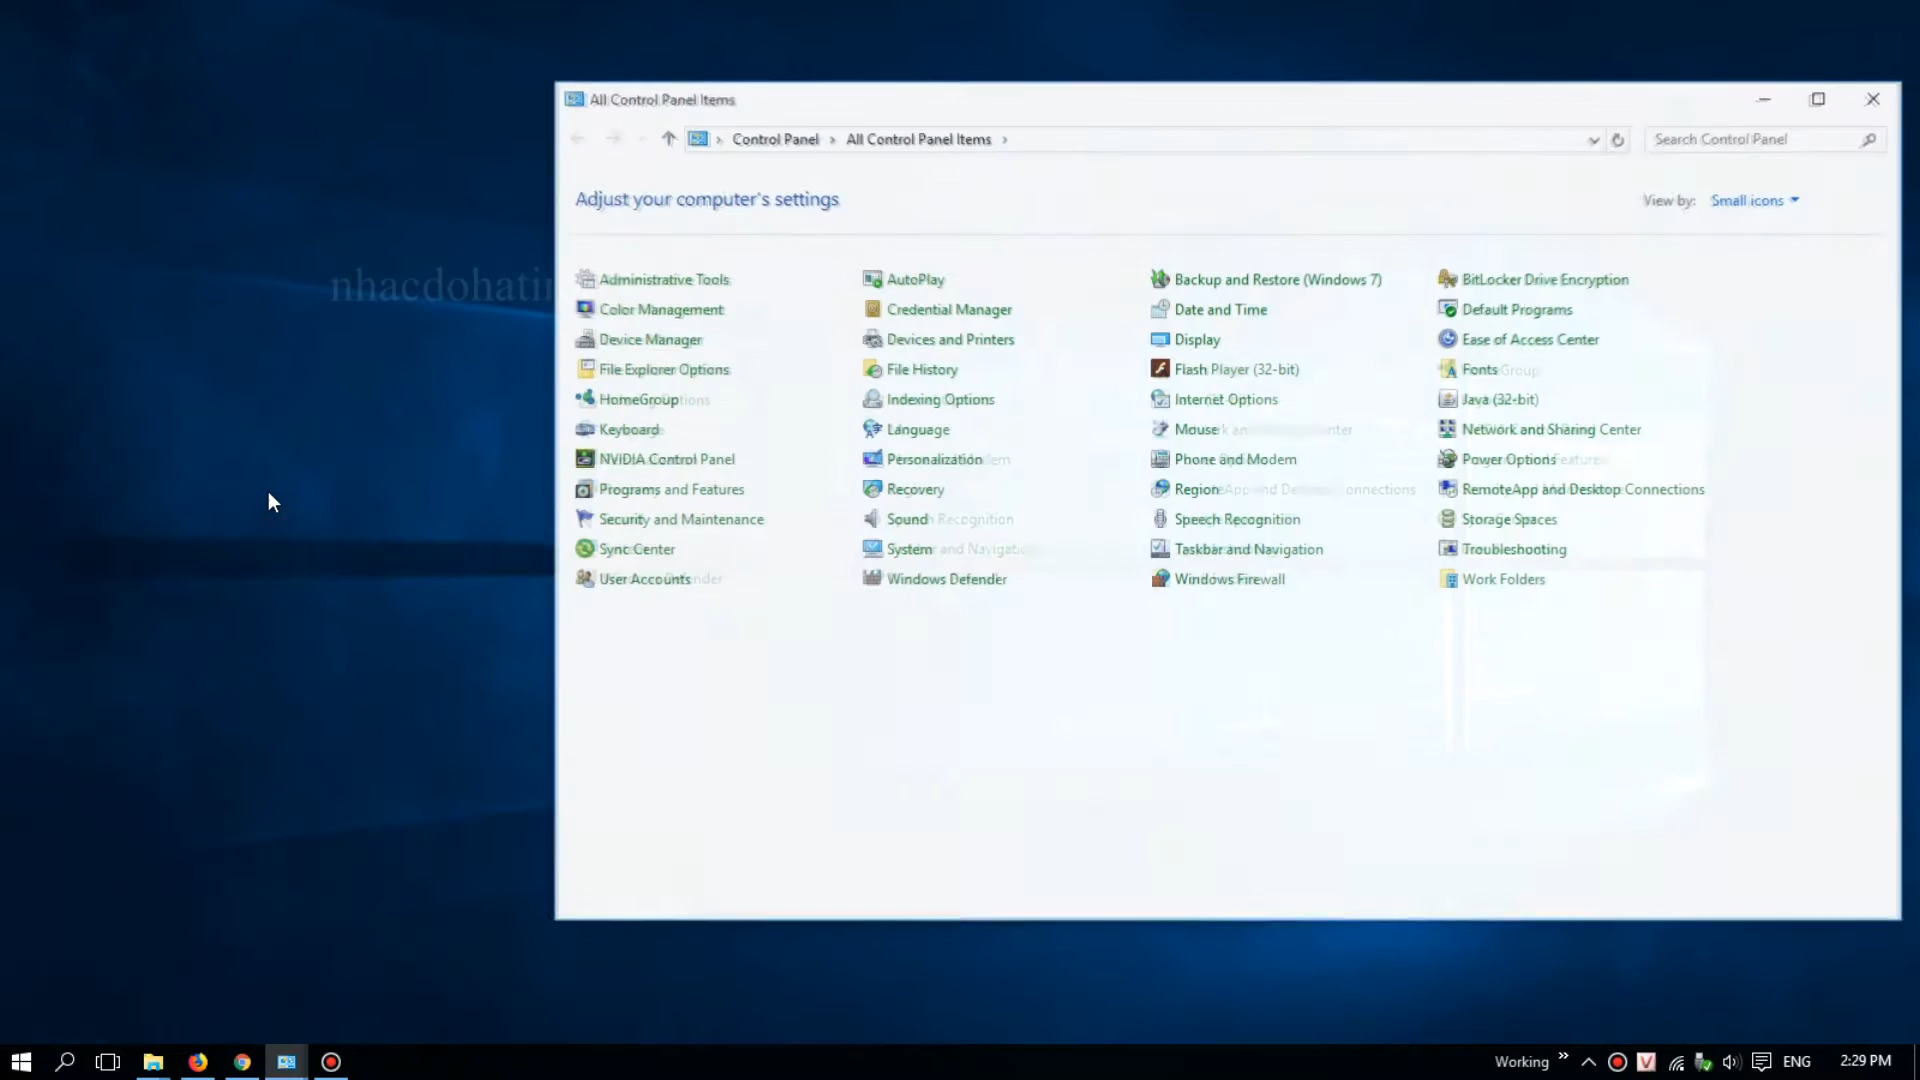 All Control Panel Items
Control Panel > All Control Panel Items >
Search Control Panel
Adjust your computer's settings
View by: Small icons
nhacdohatin
Administrative Tools AutoPlay Backup and Restore (Windows 7) BitLocker Drive Encryption
Color Management Credential Manager Date and Time Default Programs
Device Manager Devices and Printers Display Ease of Access Center
File Explorer Options File History Flash Player (32-bit) Fonts
HomeGroup Indexing Options Internet Options Java (32-bit)
Keyboard Language Mouse Network and Sharing Center
NVIDIA Control Panel Personalization Phone and Modem Power Options
Programs and Features Recovery Region RemoteApp and Desktop Connections
Security and Maintenance Sound Speech Recognition Storage Spaces
Sync Center System Taskbar and Navigation Troubleshooting
User Accounts Windows Defender Windows Firewall Work Folders
Working » ENG 2:29 PM